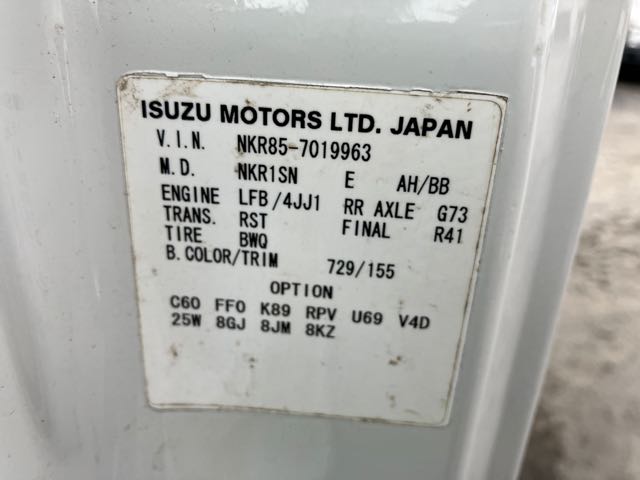 ISUZU MOTORS LTD. JAPAN
V.I.N. NKR85-7019963
M.D. NKR1SN E AH/BB
ENGINE LFB/4JJ1 RR AXLE G73
TRANS. RST FINAL R41
TIRE BWQ
B. COLOR/TRIM 729/155
OPTION
C60 FF0 K89 RPV U69 V4D
25W 8GJ 8JM 8KZ